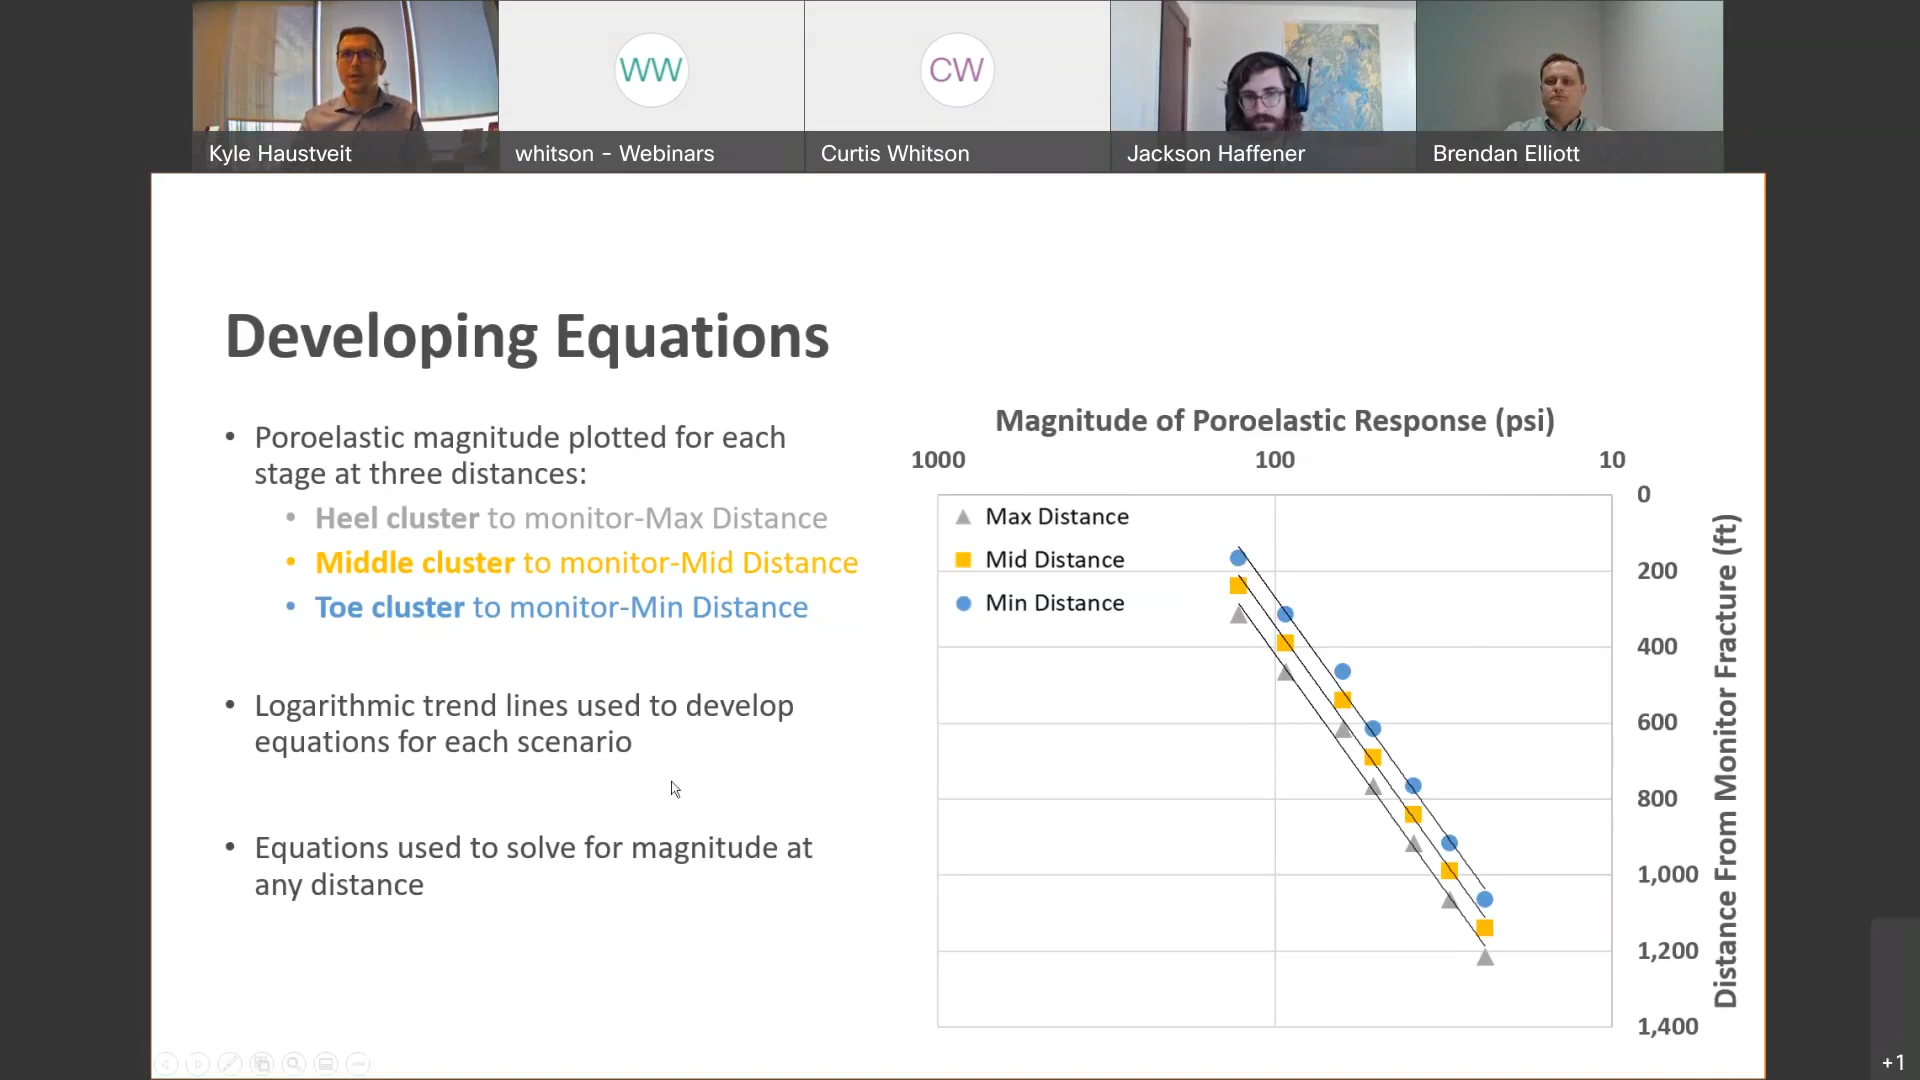 WW
CW
Kyle Haustveit
whitson - Webinars
Curtis Whitson
Jackson Haffener
Brendan Elliott
Developing Equations
• Poroelastic magnitude plotted for each
stage at three distances:
• Heel cluster to monitor-Max Distance
• Middle cluster to monitor-Mid Distance
• Toe cluster to monitor-Min Distance
• Logarithmic trend lines used to develop
equations for each scenario
• Equations used to solve for magnitude at
any distance
Magnitude of Poroelastic Response (psi)
1000 100 10
Max Distance
Mid Distance
Min Distance
0
200
400
600
800
1,000
1,200
1,400
Distance From Monitor Fracture (ft)
+1